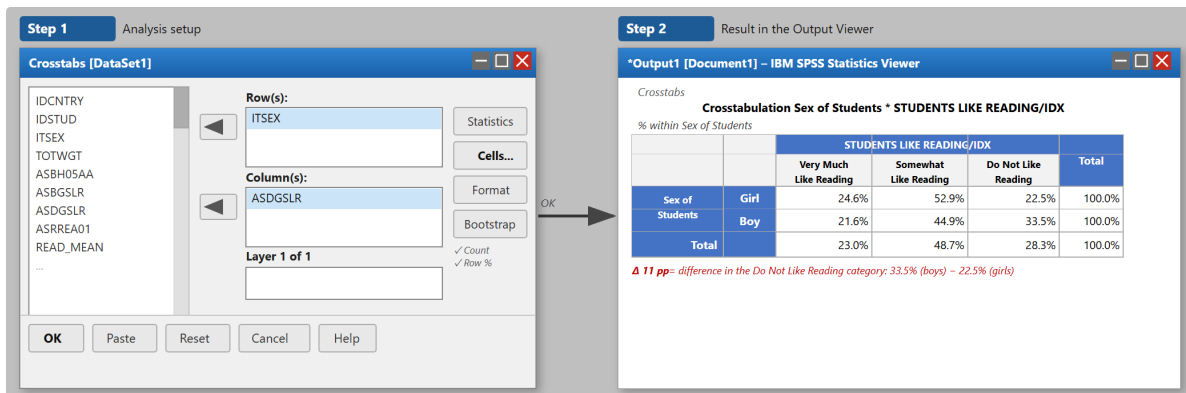 Step 1
Analysis setup
Crosstabs [DataSet1]
IDCNTRY
IDSTUD
ITSEX
TOTWGT
ASBH05AA
ASBGSLR
ASDGSLR
ASRREA01
READ_MEAN
...
Row(s):
ITSEX
Column(s):
ASDGSLR
Layer 1 of 1
Statistics
Cells...
Format
Bootstrap
✓ Count
✓ Row %
OK
Paste
Reset
Cancel
Help
OK
Step 2
Result in the Output Viewer
*Output1 [Document1] – IBM SPSS Statistics Viewer
Crosstabs
Crosstabulation Sex of Students * STUDENTS LIKE READING/IDX
% within Sex of Students
STUDENTS LIKE READING/IDX
Total
Very Much
Like Reading
Somewhat
Like Reading
Do Not Like
Reading
Sex of
Students
Girl 24.6% 52.9% 22.5% 100.0%
Boy 21.6% 44.9% 33.5% 100.0%
Total 23.0% 48.7% 28.3% 100.0%
Δ 11 pp= difference in the Do Not Like Reading category: 33.5% (boys) − 22.5% (girls)